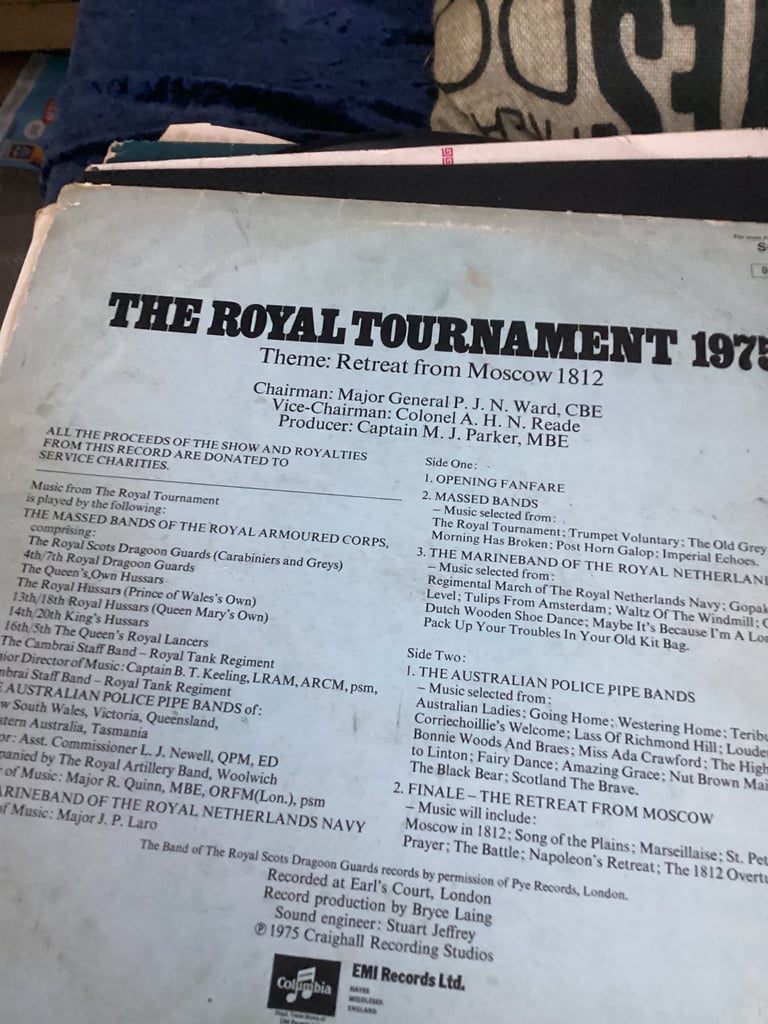 THE ROYAL TOURNAMENT 1975
Theme: Retreat from Moscow 1812
Chairman: Major General P. J. N. Ward, CBE
Vice-Chairman: Colonel A. H. N. Reade
Producer: Captain M. J. Parker, MBE
ALL THE PROCEEDS OF THE SHOW AND ROYALTIES
FROM THIS RECORD ARE DONATED TO
SERVICE CHARITIES.
Music from The Royal Tournament
is played by the following:
THE MASSED BANDS OF THE ROYAL ARMOURED CORPS,
comprising:
The Royal Scots Dragoon Guards (Carabiniers and Greys)
4th/7th Royal Dragoon Guards
The Queen's Own Hussars
The Royal Hussars (Prince of Wales's Own)
13th/18th Royal Hussars (Queen Mary's Own)
14th/20th King's Hussars
16th/5th The Queen's Royal Lancers
The Cambrai Staff Band – Royal Tank Regiment
ior Director of Music: Captain B. T. Keeling, LRAM, ARCM, psm,
mbrai Staff Band – Royal Tank Regiment
E AUSTRALIAN POLICE PIPE BANDS of:
w South Wales, Victoria, Queensland,
stern Australia, Tasmania
or: Asst. Commissioner L. J. Newell, QPM, ED
panied by The Royal Artillery Band, Woolwich
of Music: Major R. Quinn, MBE, ORFM(Lon.), psm
ARINEBAND OF THE ROYAL NETHERLANDS NAVY
of Music: Major J. P. Laro
Side One:
1. OPENING FANFARE
2. MASSED BANDS
– Music selected from:
The Royal Tournament; Trumpet Voluntary; The Old Grey
Morning Has Broken; Post Horn Galop; Imperial Echoes.
3. THE MARINEBAND OF THE ROYAL NETHERLAN
– Music selected from:
Regimental March of The Royal Netherlands Navy; Gopak
Level; Tulips From Amsterdam; Waltz Of The Windmill;
Dutch Wooden Shoe Dance; Maybe It's Because I'm A Lo
Pack Up Your Troubles In Your Old Kit Bag.
Side Two:
1. THE AUSTRALIAN POLICE PIPE BANDS
– Music selected from:
Australian Ladies; Going Home; Westering Home; Teribu
Corriechoillie's Welcome; Lass Of Richmond Hill; Loude
Bonnie Woods And Braes; Miss Ada Crawford; The High
to Linton; Fairy Dance; Amazing Grace; Nut Brown Mai
The Black Bear; Scotland The Brave.
2. FINALE – THE RETREAT FROM MOSCOW
– Music will include:
Moscow in 1812; Song of the Plains; Marseillaise; St. Pet
Prayer; The Battle; Napoleon's Retreat; The 1812 Overtu
The Band of The Royal Scots Dragoon Guards records by permission of Pye Records, London.
Recorded at Earl's Court, London
Record production by Bryce Laing
Sound engineer: Stuart Jeffrey
℗ 1975 Craighall Recording Studios
Columbia
EMI Records Ltd.
HAYES
MIDDLESEX
ENGLAND